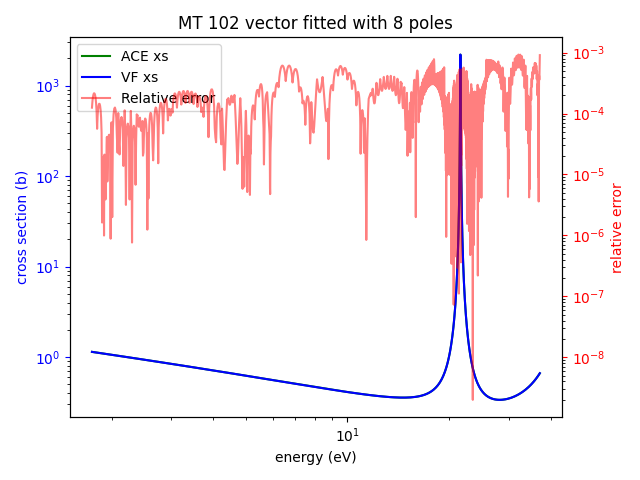 MT 102 vector fitted with 8 poles
ACE xs
VF xs
Relative error
cross section (b)
10³
10²
10¹
10⁰
10⁻³
10⁻⁴
10⁻⁵
10⁻⁶
10⁻⁷
10⁻⁸
relative error
10¹
energy (eV)